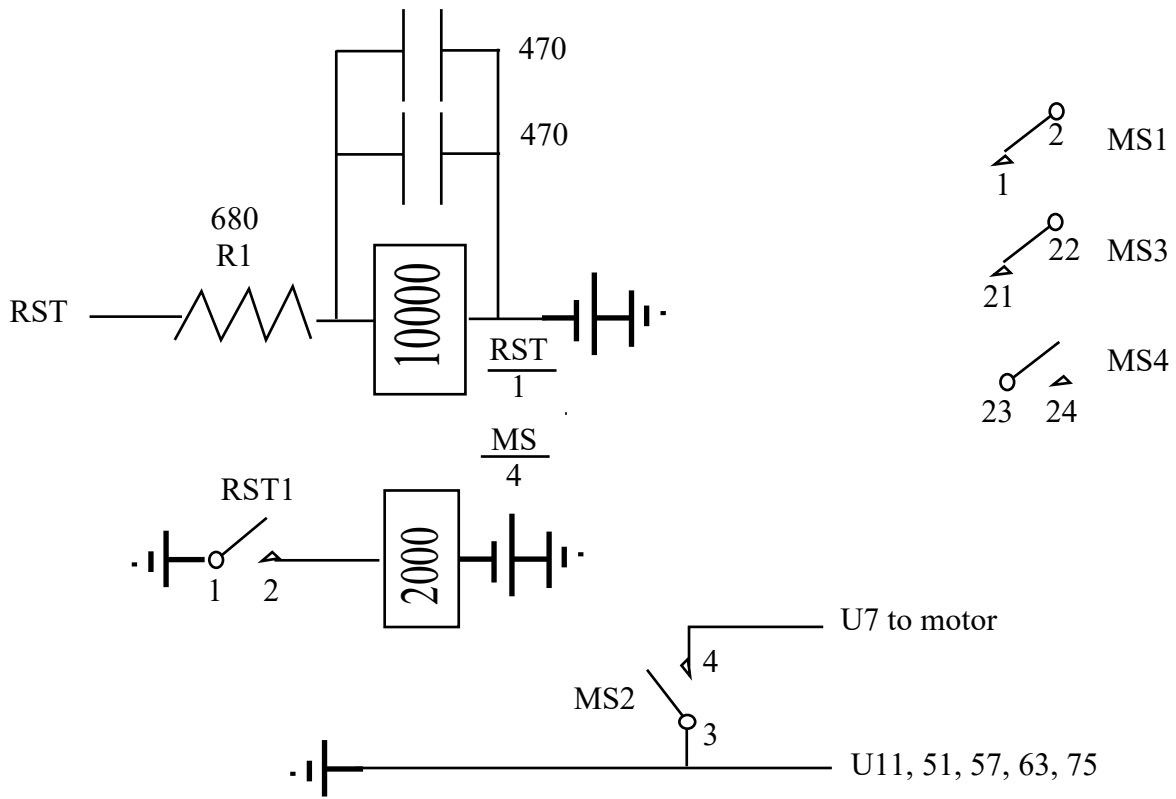 470
470
680
R1
RST
10000
RST
1
MS
4
RST1
1
2
2000
U7 to motor
4
MS2
3
U11, 51, 57, 63, 75
2
MS1
1
22
MS3
21
MS4
23
24